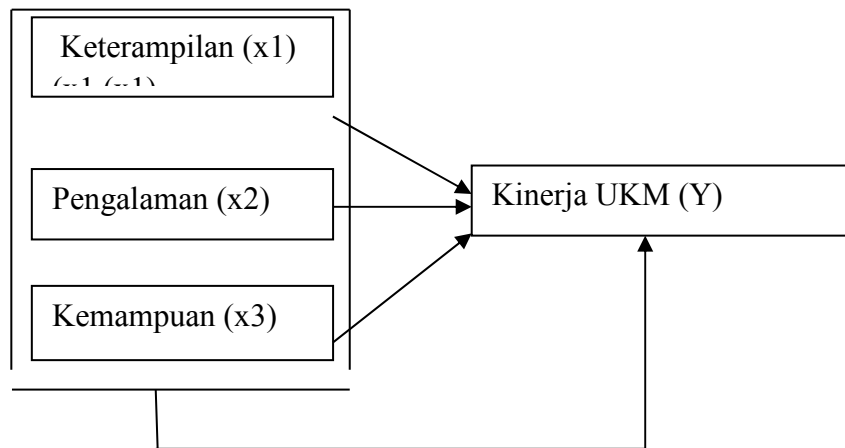 Keterampilan (x1)
Pengalaman (x2)
Kinerja UKM (Y)
Kemampuan (x3)